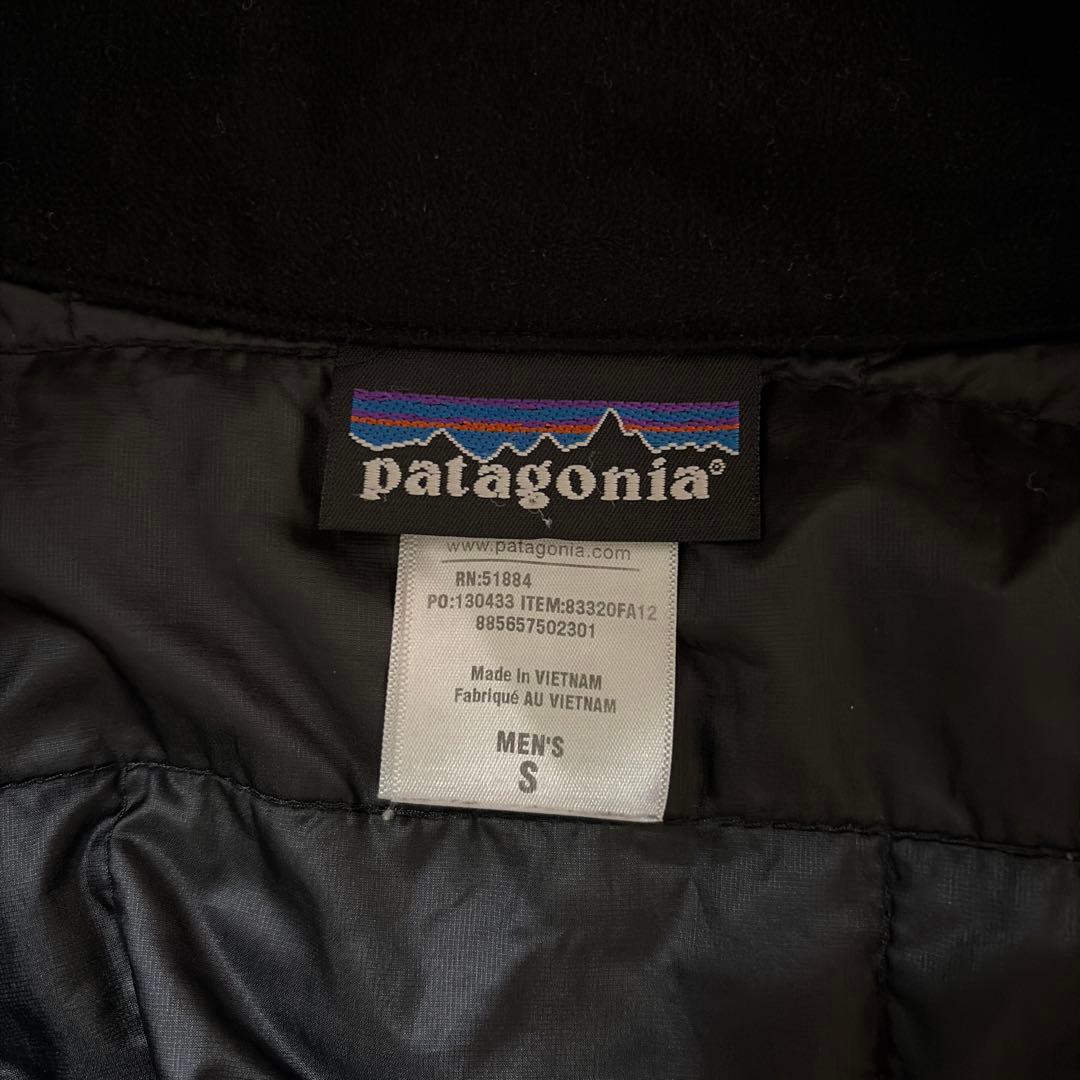 patagonia®
www.patagonia.com
RN:51884
PO:130433 ITEM:83320FA12
885657502301
Made In VIETNAM
Fabriqué AU VIETNAM
MEN'S
S